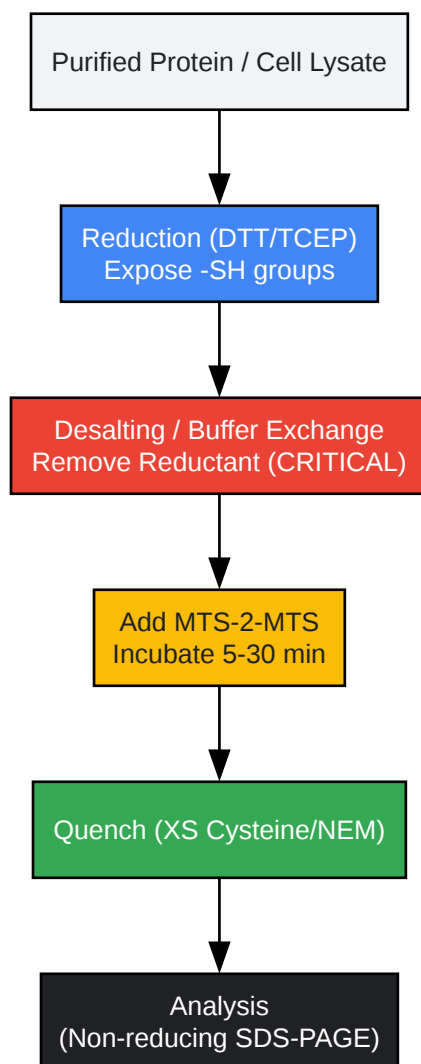 Purified Protein / Cell Lysate
Reduction (DTT/TCEP)
Expose -SH groups
Desalting / Buffer Exchange
Remove Reductant (CRITICAL)
Add MTS-2-MTS
Incubate 5-30 min
Quench (XS Cysteine/NEM)
Analysis
(Non-reducing SDS-PAGE)